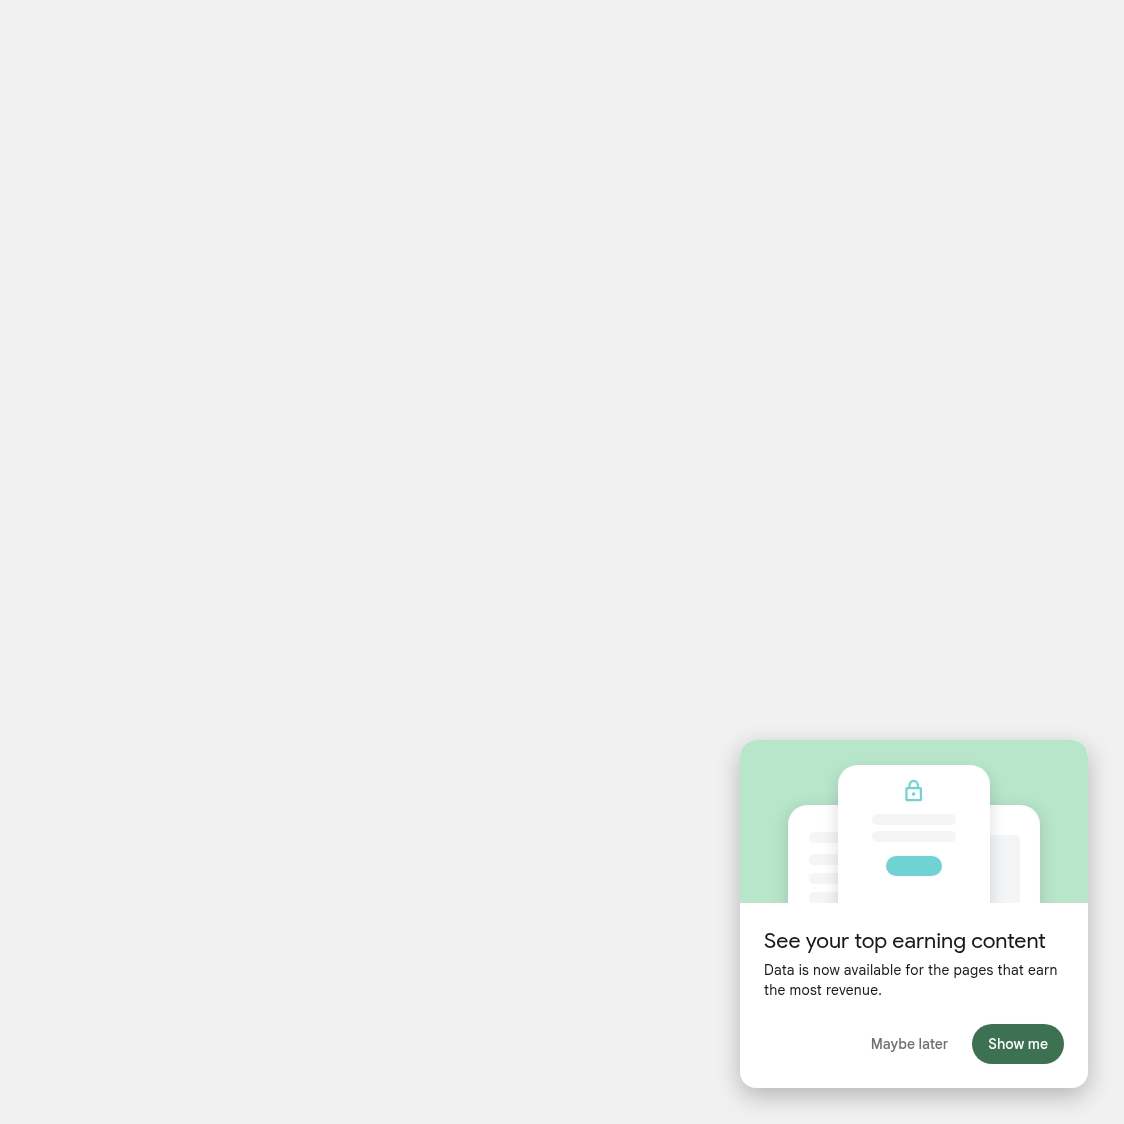 See your top earning content
Data is now available for the pages that earn
the most revenue.
Maybe later
Show me